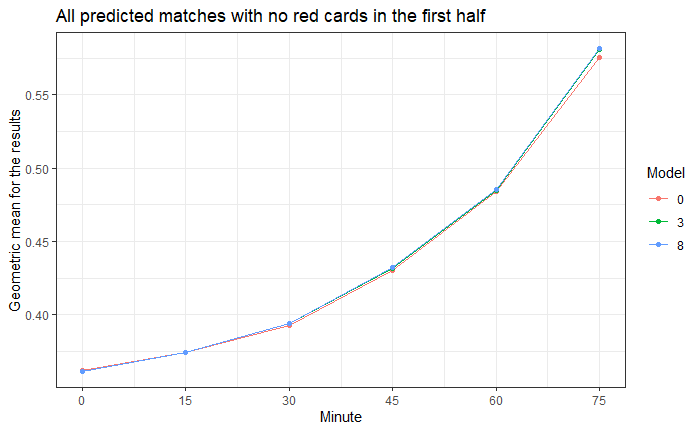 All predicted matches with no red cards in the first half
Geometric mean for the results
0.55
0.50
0.45
0.40
0 15 30 45 60 75
Minute
Model
0
3
8